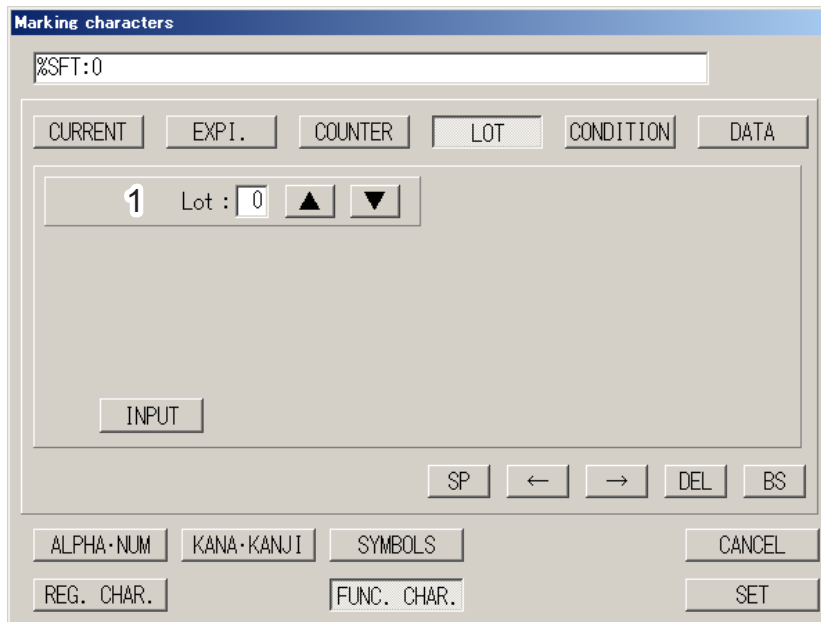 Marking characters
%SFT:0
CURRENT EXPI. COUNTER LOT CONDITION DATA
1 Lot : 0 ▲ ▼
INPUT
SP ← → DEL BS
ALPHA・NUM KANA・KANJI SYMBOLS CANCEL
REG. CHAR. FUNC. CHAR. SET